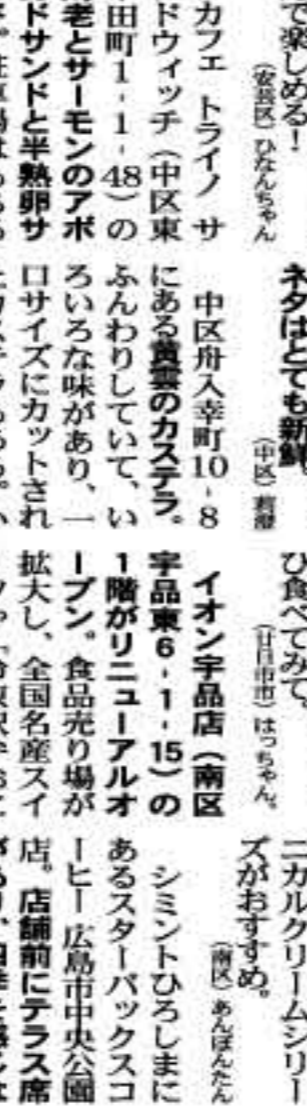 で楽しめる！
（安芸区）ひなんちゃん
カフェ　トライノ　サ
ドウィッチ（中区東
田町1-1-48）の
老とサーモンのアボ
ドサンドと半熟卵サ
ネタはとても新鮮。
（中区）莉澄
中区舟入幸町10-8
にある黄雲のカステラ。
ふんわりしていて、い
ろいろな味があり、一
口サイズにカットされ
ひ食べてみて。
（廿日市市）はっちゃん。
イオン宇品店（南区
宇品東6-1-15）の
1階がリニューアルオ
ープン。食品売り場が
拡大し、全国名産スイ
ニカルクリームシリー
ズがおすすめ。
（南区）あんぽんたん
シミントひろしまに
あるスターバックスコ
ーヒー 広島市中央公園
店。店舗前にテラス席